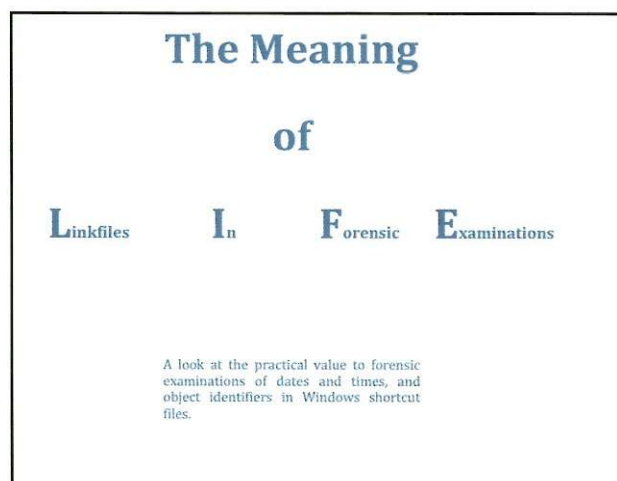 The Meaning
of
Linkfiles In Forensic Examinations
A look at the practical value to forensic
examinations of dates and times, and
object identifiers in Windows shortcut
files.